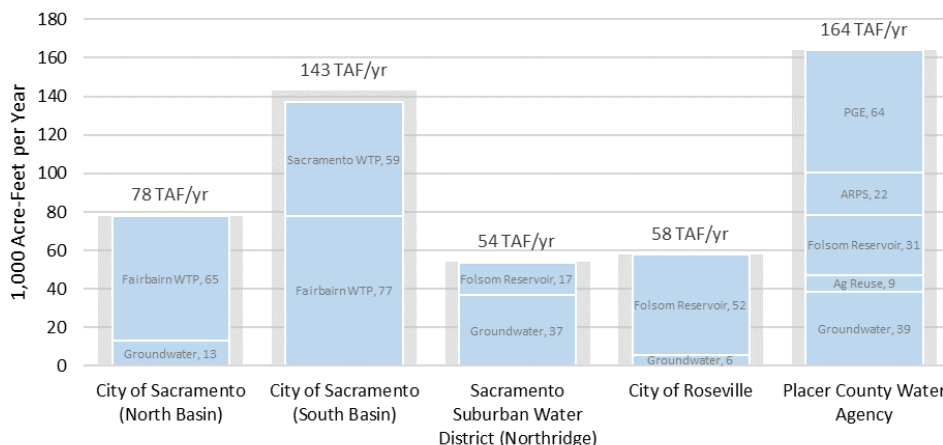 1,000 Acre-Feet per Year
180
160
140
120
100
80
60
40
20
0
78 TAF/yr
Fairbairn WTP, 65
Groundwater, 13
143 TAF/yr
Sacramento WTP, 59
Fairbairn WTP, 77
54 TAF/yr
Folsom Reservoir, 17
Groundwater, 37
58 TAF/yr
Folsom Reservoir, 52
Groundwater, 6
164 TAF/yr
PGE, 64
ARPS, 22
Folsom Reservoir, 31
Ag Reuse, 9
Groundwater, 39
City of Sacramento
(North Basin)
City of Sacramento
(South Basin)
Sacramento
Suburban Water
District (Northridge)
City of Roseville
Placer County Water
Agency